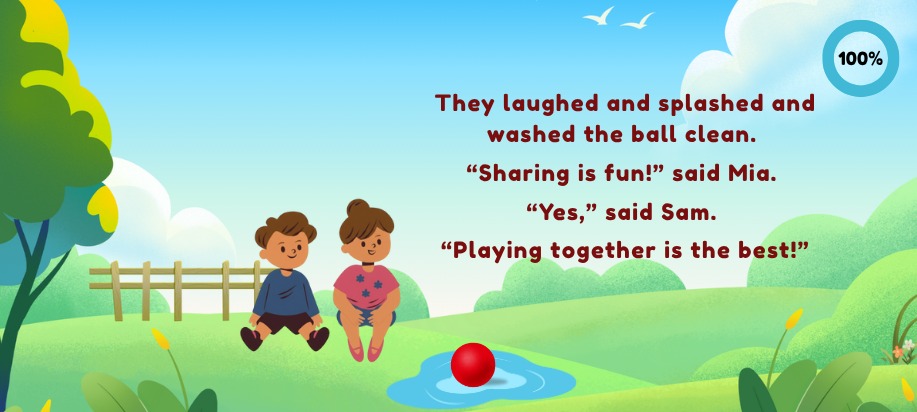 100%
They laughed and splashed and
washed the ball clean.
“Sharing is fun!” said Mia.
“Yes,” said Sam.
“Playing together is the best!”